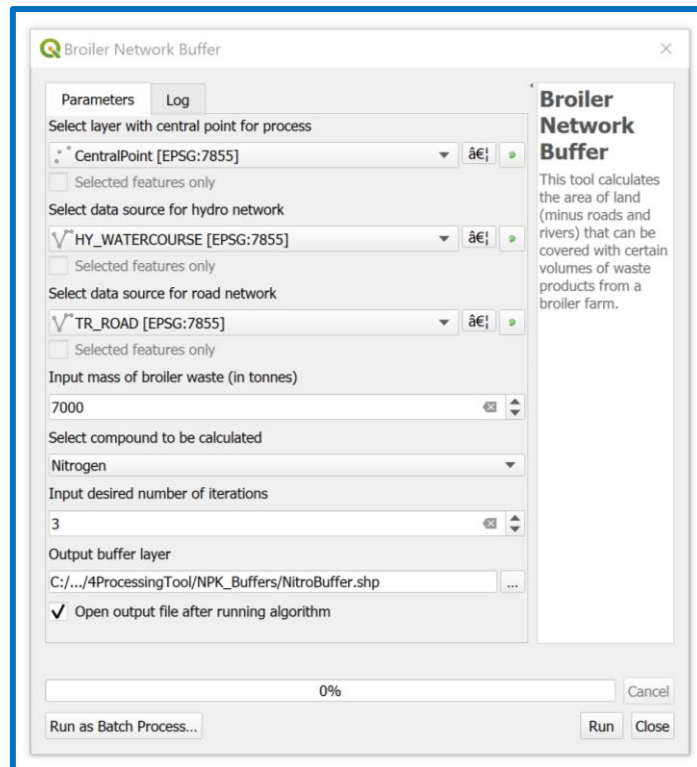 Broiler Network Buffer
Parameters
Log
Select layer with central point for process
CentralPoint [EPSG:7855]
â€¦
Selected features only
Select data source for hydro network
HY_WATERCOURSE [EPSG:7855]
â€¦
Selected features only
Select data source for road network
TR_ROAD [EPSG:7855]
â€¦
Selected features only
Input mass of broiler waste (in tonnes)
7000
Select compound to be calculated
Nitrogen
Input desired number of iterations
3
Output buffer layer
C:/.../4ProcessingTool/NPK_Buffers/NitroBuffer.shp
...
Open output file after running algorithm
Broiler
Network
Buffer
This tool calculates
the area of land
(minus roads and
rivers) that can be
covered with certain
volumes of waste
products from a
broiler farm.
0%
Cancel
Run as Batch Process...
Run
Close